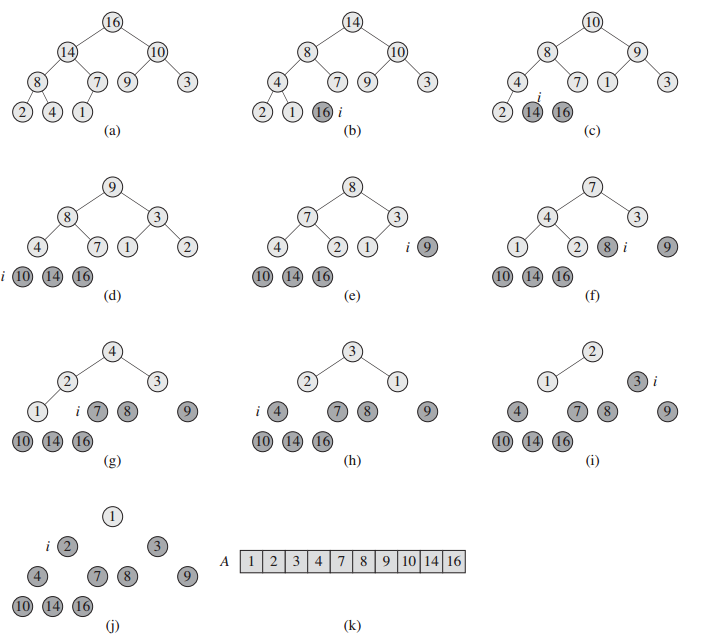 16 14 10
14 10 8 10 8 9
8 7 9 3 4 7 9 3 4 7 1 3
2 4 1 2 1 16 i 2 i 14 16
(a) (b) (c)
9 8 7
8 3 7 3 4 3
4 7 1 2 4 2 1 i 9 1 2 8 i 9
i 10 14 16 10 14 16 10 14 16
(d) (e) (f)
4 3 2
2 3 2 1 1 3 i
1 i 7 8 9 i 4 7 8 9 4 7 8 9
10 14 16 10 14 16 10 14 16
(g) (h) (i)
1
i 2 3
A 1 2 3 4 7 8 9 10 14 16
4 7 8 9
10 14 16
(j) (k)